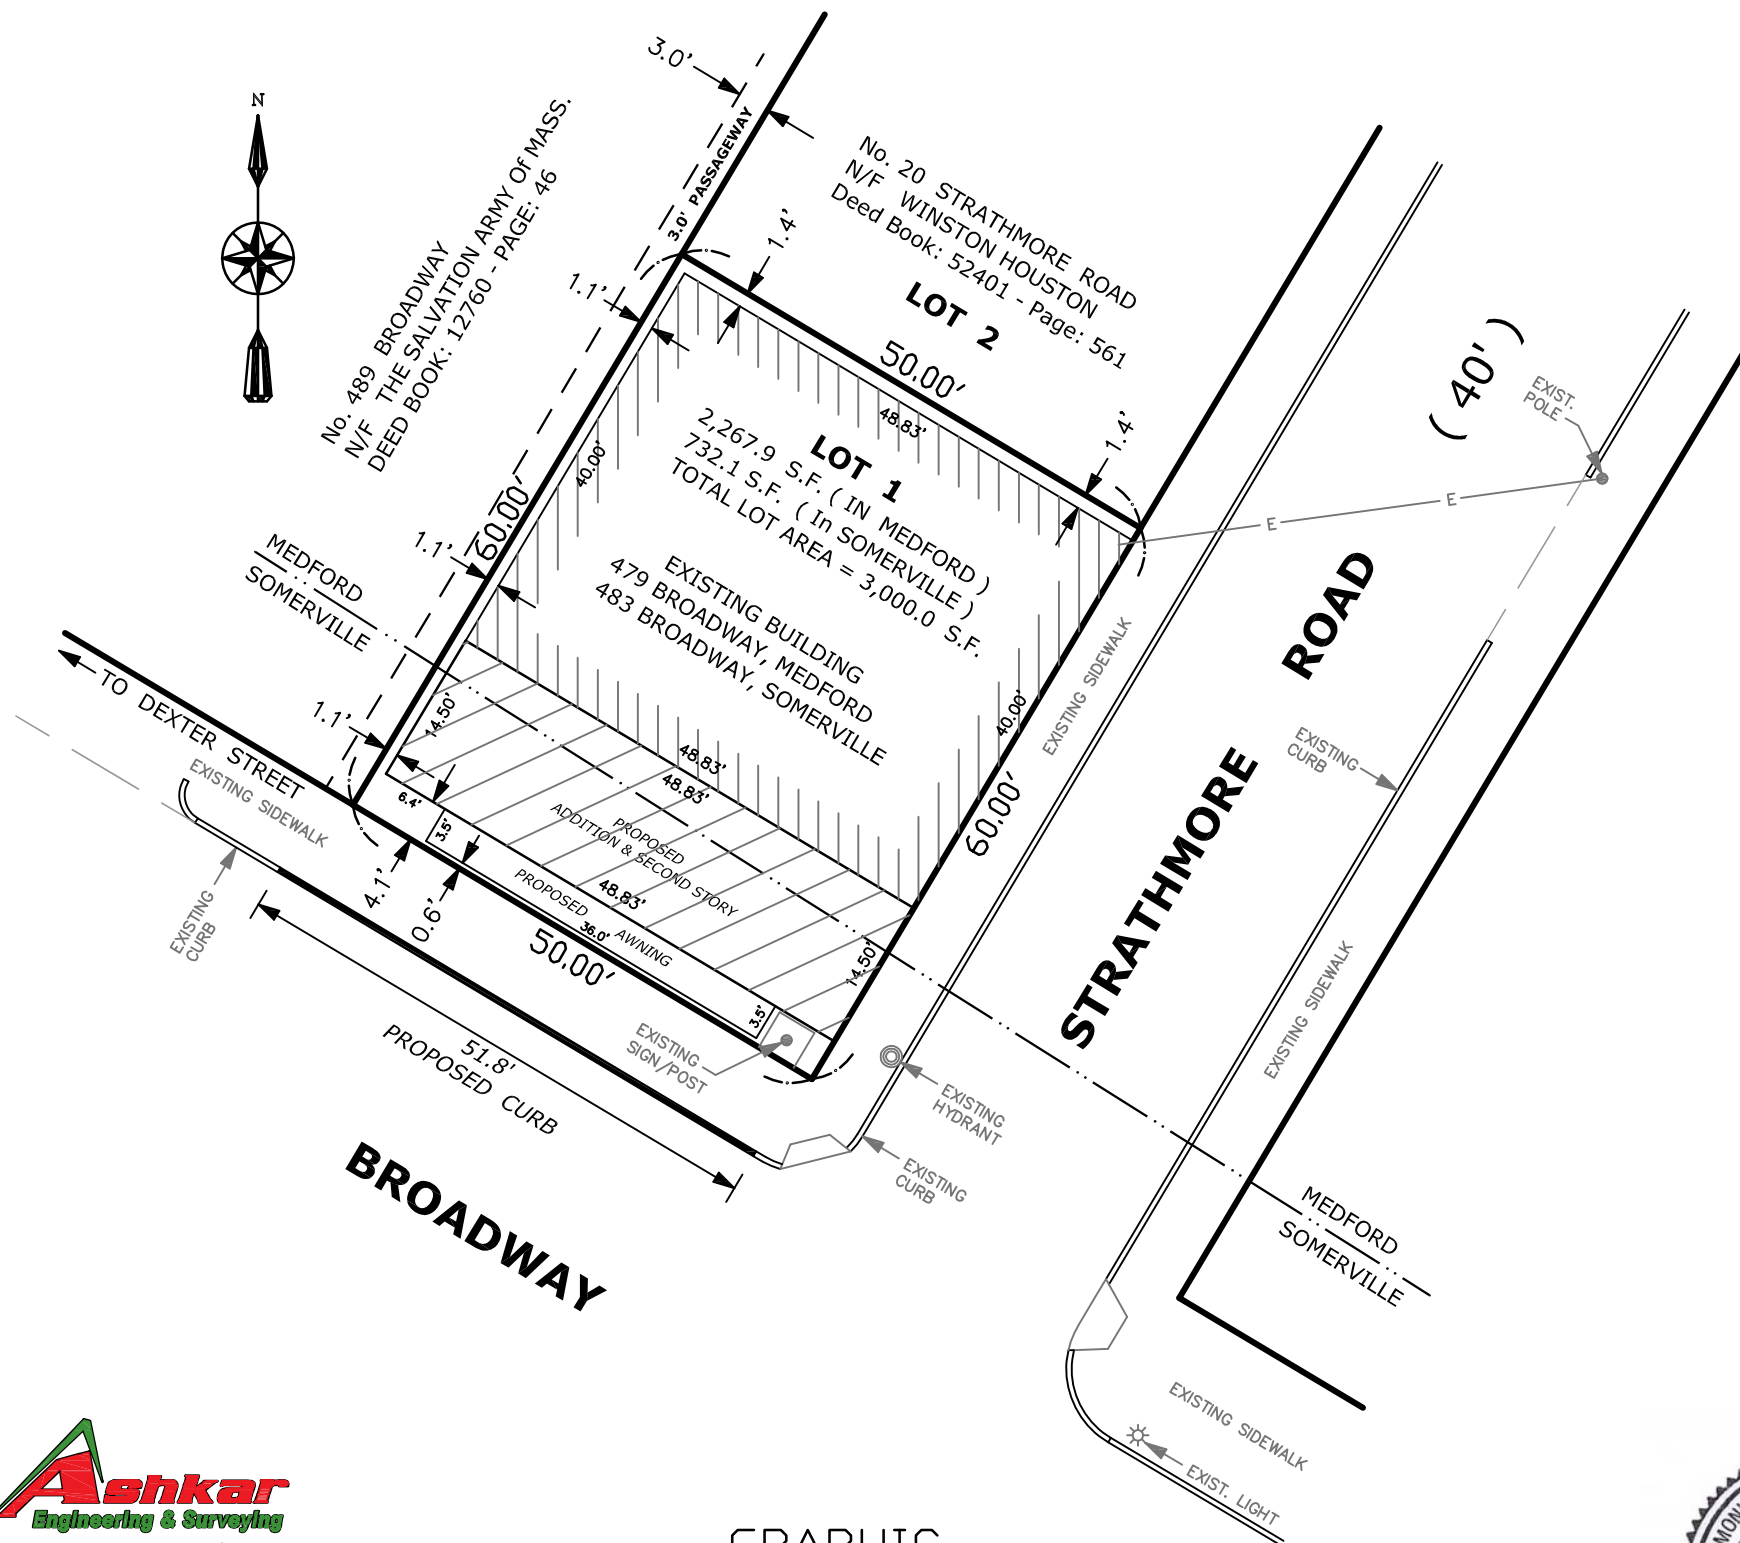 N
3.0'
3.0' PASSAGEWAY
No. 489 BROADWAY
N/F THE SALVATION ARMY Of MASS.
DEED BOOK: 12760 - PAGE: 46
No. 20 STRATHMORE ROAD
N/F WINSTON HOUSTON
Deed Book: 52401 - Page: 561
LOT 2
1.4'
1.1'
50.00'
48.83'
1.4'
( 40' )
EXIST.
POLE
E
E
LOT 1
2,267.9 S.F. ( IN MEDFORD )
732.1 S.F. ( In SOMERVILLE )
TOTAL LOT AREA = 3,000.0 S.F.
EXISTING BUILDING
479 BROADWAY, MEDFORD
483 BROADWAY, SOMERVILLE
40.00'
60.00'
1.1'
MEDFORD
SOMERVILLE
1.1'
14.50'
48.83'
48.83'
40.00'
60.00'
EXISTING SIDEWALK
STRATHMORE ROAD
EXISTING
CURB
TO DEXTER STREET
EXISTING SIDEWALK
6.4'
3.5'
PROPOSED
ADDITION & SECOND STORY
48.83'
PROPOSED AWNING
36.0'
14.50'
3.5'
4.1'
0.6'
50.00'
EXISTING
CURB
51.8'
PROPOSED CURB
EXISTING
SIGN/POST
EXISTING
HYDRANT
EXISTING
CURB
EXISTING SIDEWALK
BROADWAY
MEDFORD
SOMERVILLE
EXISTING SIDEWALK
EXIST. LIGHT
Ashkar
Engineering & Surveying
GRAPHIC